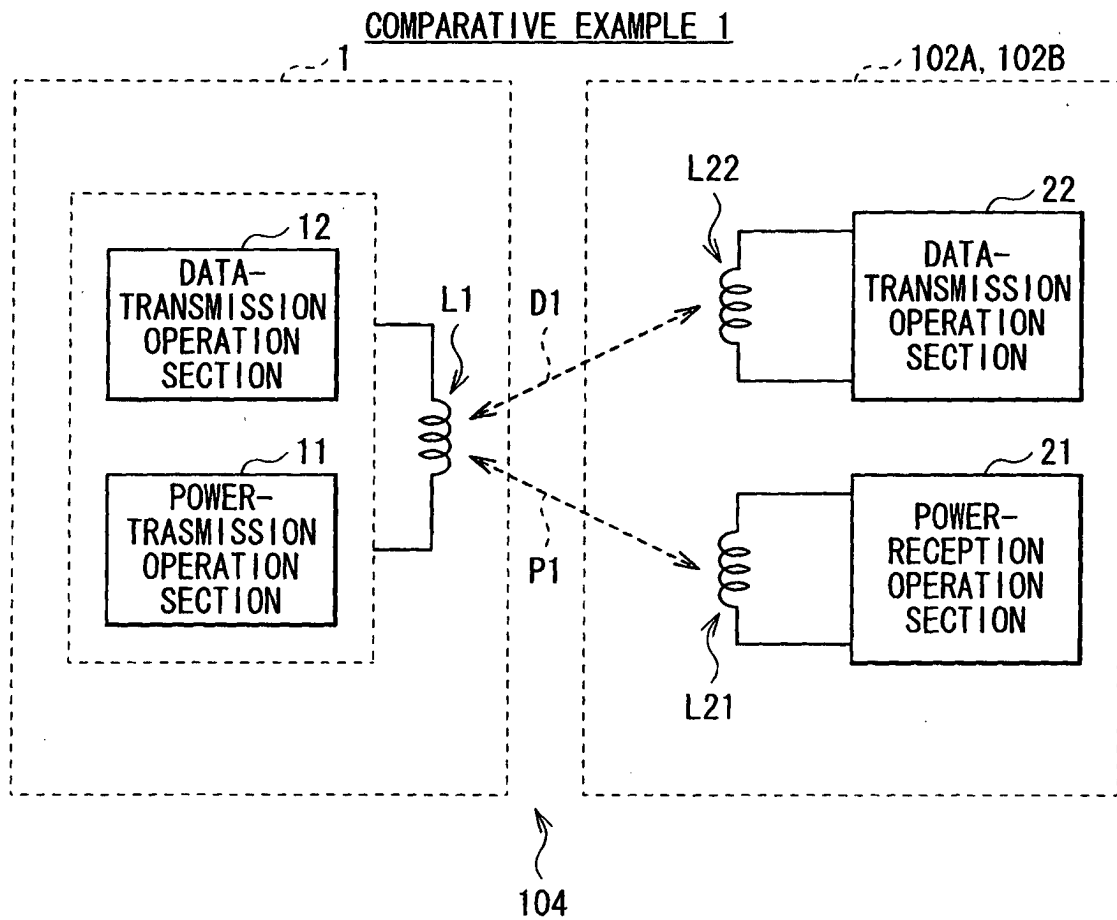 COMPARATIVE EXAMPLE 1
1
102A, 102B
L22
22
12
DATA-
TRANSMISSION
OPERATION
SECTION
DATA-
TRANSMISSION
OPERATION
SECTION
L1
D1
11
21
POWER-
TRASMISSION
OPERATION
SECTION
POWER-
RECEPTION
OPERATION
SECTION
P1
L21
104